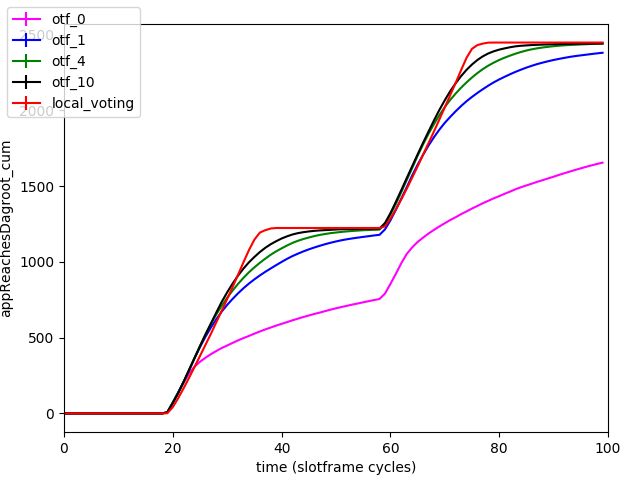 otf_0
otf_1
otf_4
otf_10
local_voting
appReachesDagroot_cum
2500
2000
1500
1000
500
0
0 20 40 60 80 100
time (slotframe cycles)